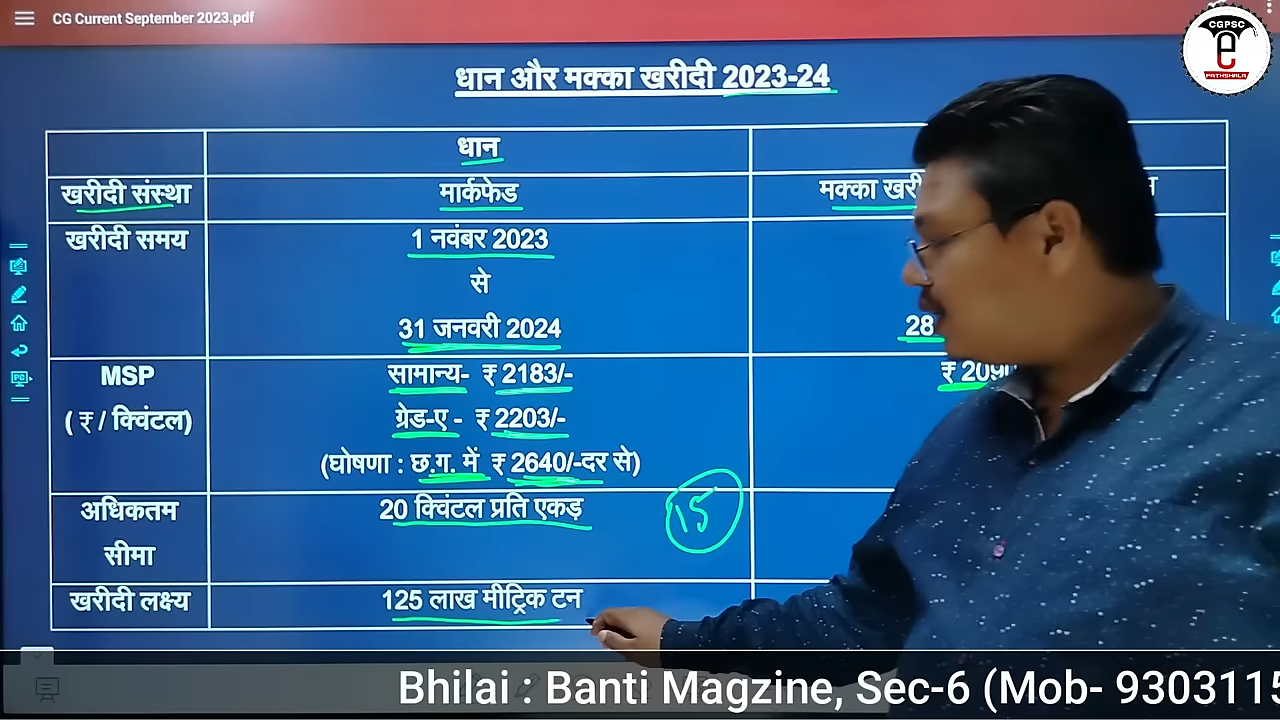 CG Current September 2023.pdf
CGPSC
e
PATHSHALA
धान और मक्का खरीदी 2023-24
धान
खरीदी संस्था मार्कफेड मक्का
खरीदी समय 1 नवंबर 2023
से
31 जनवरी 2024 28
MSP सामान्य- ₹ 2183/- ₹ 2090
( ₹ / क्विंटल) ग्रेड-ए - ₹ 2203/-
(घोषणा : छ.ग. में ₹ 2640/-दर से)
अधिकतम 20 क्विंटल प्रति एकड़ 15
सीमा
खरीदी लक्ष्य 125 लाख मीट्रिक टन
Bhilai : Banti Magzine, Sec-6 (Mob- 9303115